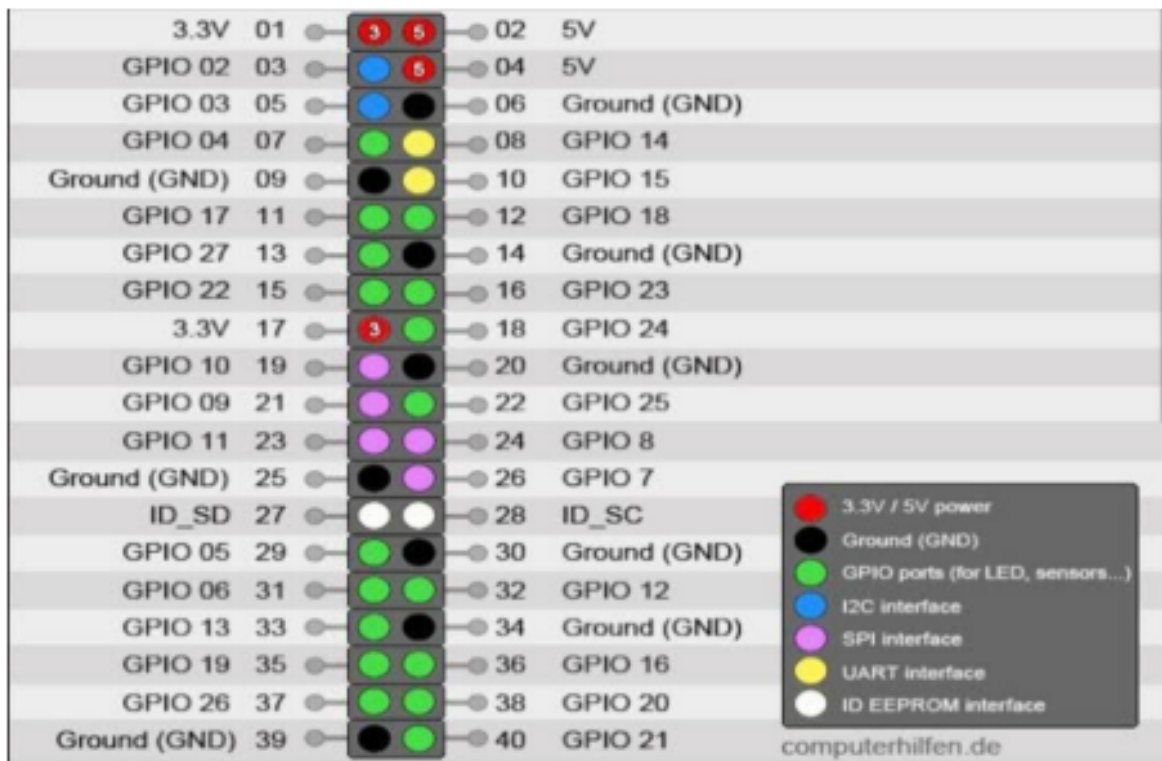 3.3V 01 3 5 02 5V
GPIO 02 03 5 04 5V
GPIO 03 05 06 Ground (GND)
GPIO 04 07 08 GPIO 14
Ground (GND) 09 10 GPIO 15
GPIO 17 11 12 GPIO 18
GPIO 27 13 14 Ground (GND)
GPIO 22 15 16 GPIO 23
3.3V 17 3 18 GPIO 24
GPIO 10 19 20 Ground (GND)
GPIO 09 21 22 GPIO 25
GPIO 11 23 24 GPIO 8
Ground (GND) 25 26 GPIO 7
ID_SD 27 28 ID_SC
GPIO 05 29 30 Ground (GND)
GPIO 06 31 32 GPIO 12
GPIO 13 33 34 Ground (GND)
GPIO 19 35 36 GPIO 16
GPIO 26 37 38 GPIO 20
Ground (GND) 39 40 GPIO 21
3.3V / 5V power
Ground (GND)
GPIO ports (for LED, sensors...)
I2C interface
SPI interface
UART interface
ID EEPROM interface
computerhilfen.de